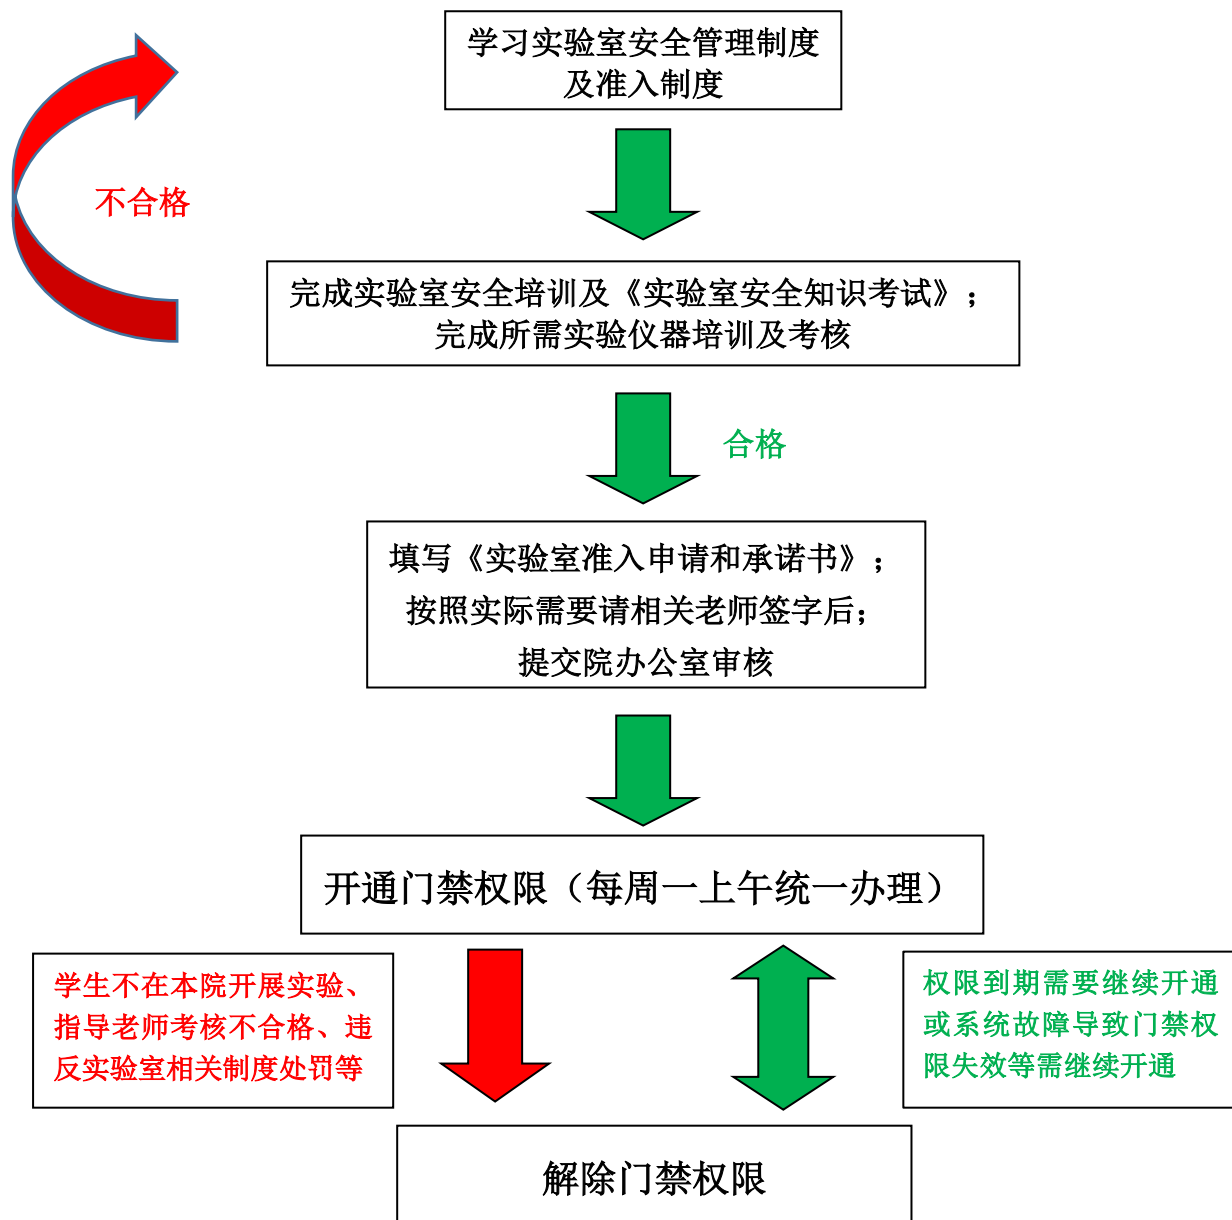 学习实验室安全管理制度
及准入制度
不合格
完成实验室安全培训及《实验室安全知识考试》；
完成所需实验仪器培训及考核
合格
填写《实验室准入申请和承诺书》；
按照实际需要请相关老师签字后；
提交院办公室审核
开通门禁权限（每周一上午统一办理）
学生不在本院开展实验、
指导老师考核不合格、违
反实验室相关制度处罚等
权限到期需要继续开通
或系统故障导致门禁权
限失效等需继续开通
解除门禁权限